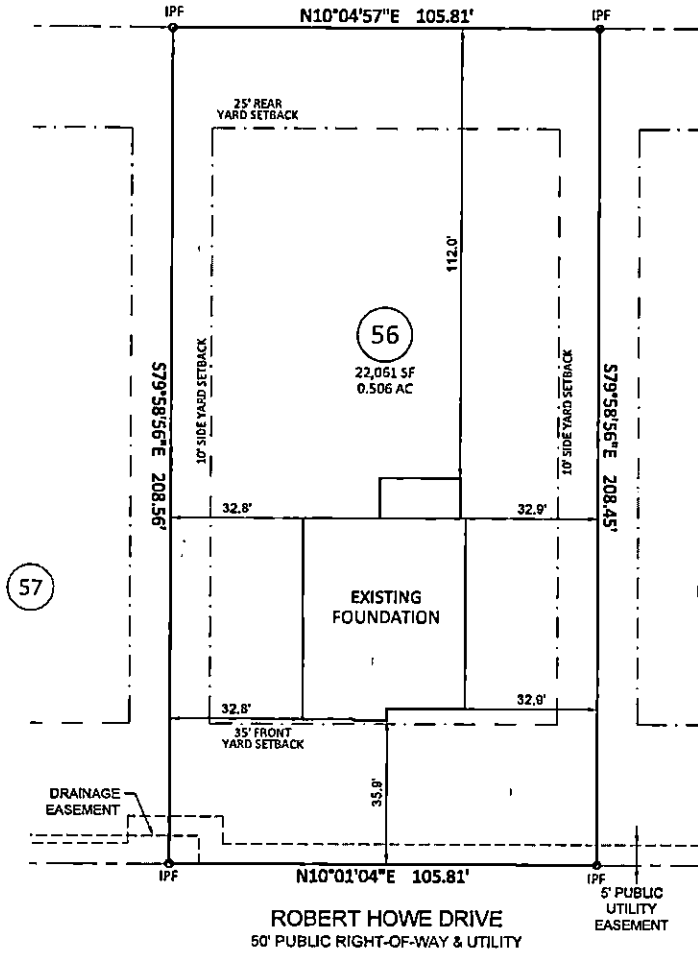 IPF
N10°04'57"E 105.81'
IPF
25' REAR
YARD SETBACK
112.0'
56
22,061 SF
0.506 AC
S79°58'56"E 208.56'
10' SIDE YARD SETBACK
10' SIDE YARD SETBACK
S79°58'56"E 208.45'
32.8'
32.9'
57
EXISTING
FOUNDATION
32.8'
32.9'
35' FRONT
YARD SETBACK
35.9'
DRAINAGE
EASEMENT
IPF
N10°01'04"E 105.81'
IPF
5' PUBLIC
UTILITY
EASEMENT
ROBERT HOWE DRIVE
50' PUBLIC RIGHT-OF-WAY & UTILITY